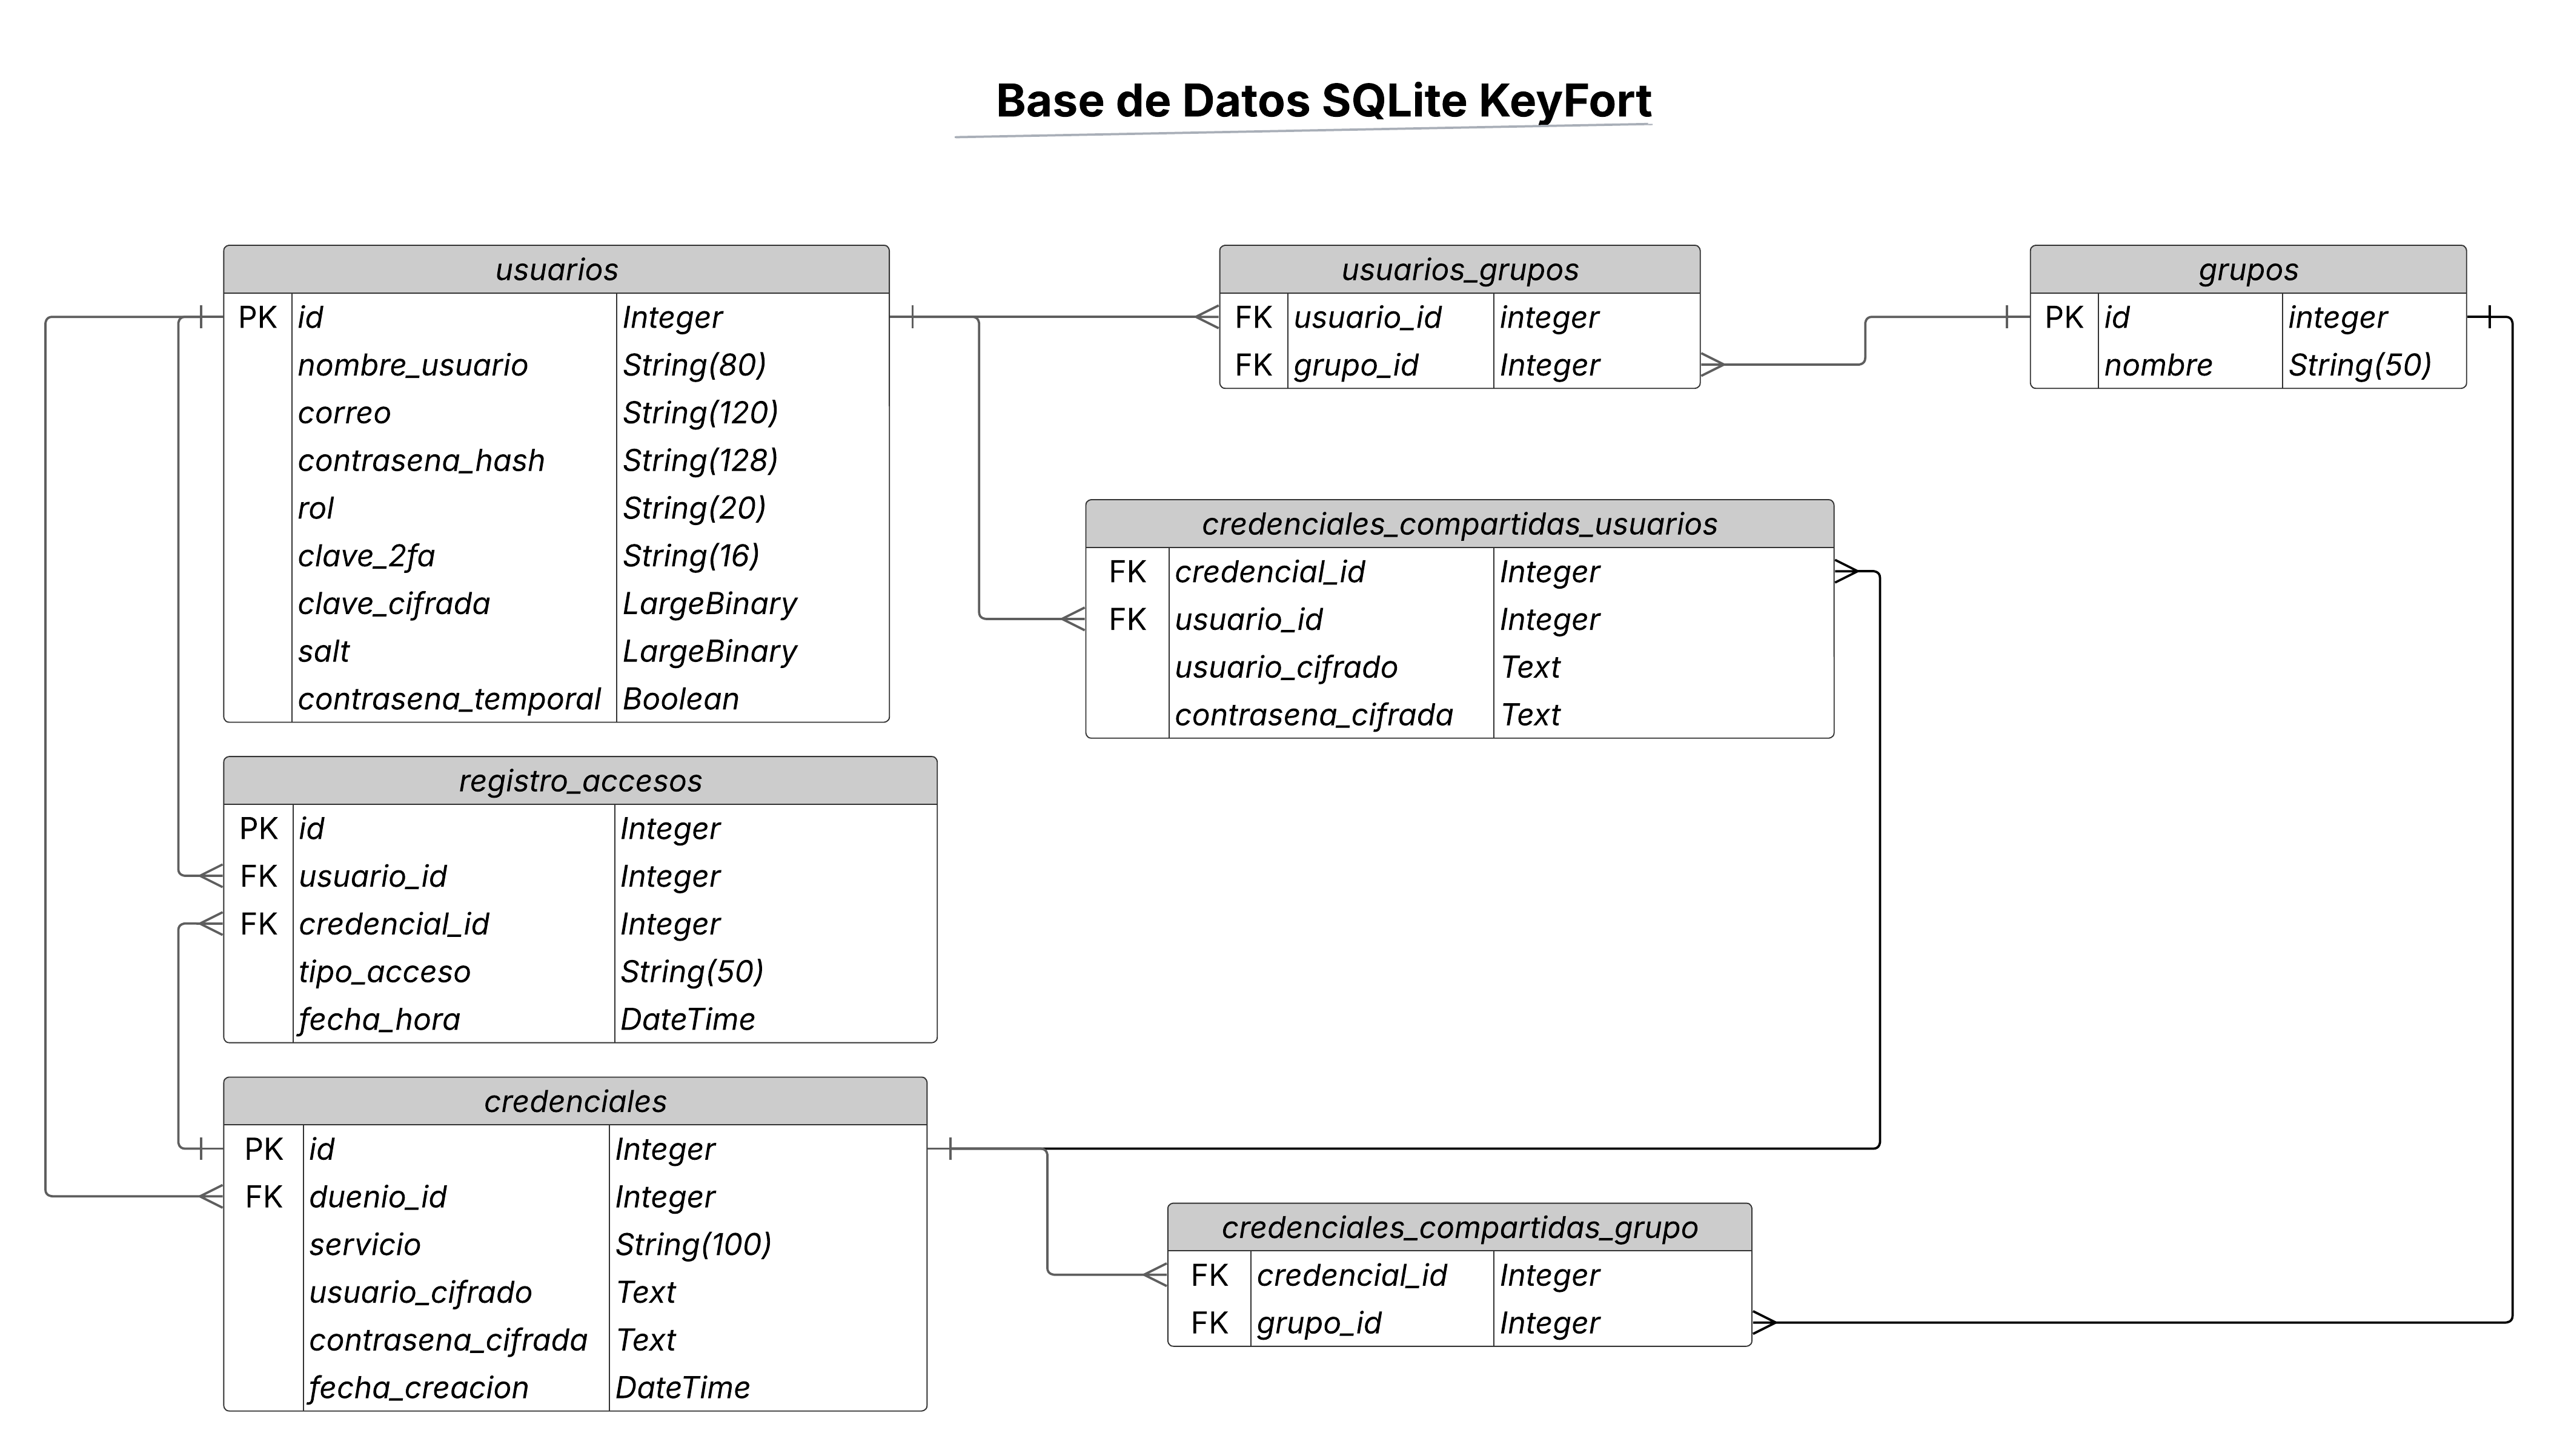 Base de Datos SQLite KeyFort
usuarios
PK id Integer
nombre_usuario String(80)
correo String(120)
contrasena_hash String(128)
rol String(20)
clave_2fa String(16)
clave_cifrada LargeBinary
salt LargeBinary
contrasena_temporal Boolean
usuarios_grupos
FK usuario_id integer
FK grupo_id Integer
grupos
PK id integer
nombre String(50)
credenciales_compartidas_usuarios
FK credencial_id Integer
FK usuario_id Integer
usuario_cifrado Text
contrasena_cifrada Text
registro_accesos
PK id Integer
FK usuario_id Integer
FK credencial_id Integer
tipo_acceso String(50)
fecha_hora DateTime
credenciales
PK id Integer
FK duenio_id Integer
servicio String(100)
usuario_cifrado Text
contrasena_cifrada Text
fecha_creacion DateTime
credenciales_compartidas_grupo
FK credencial_id Integer
FK grupo_id Integer